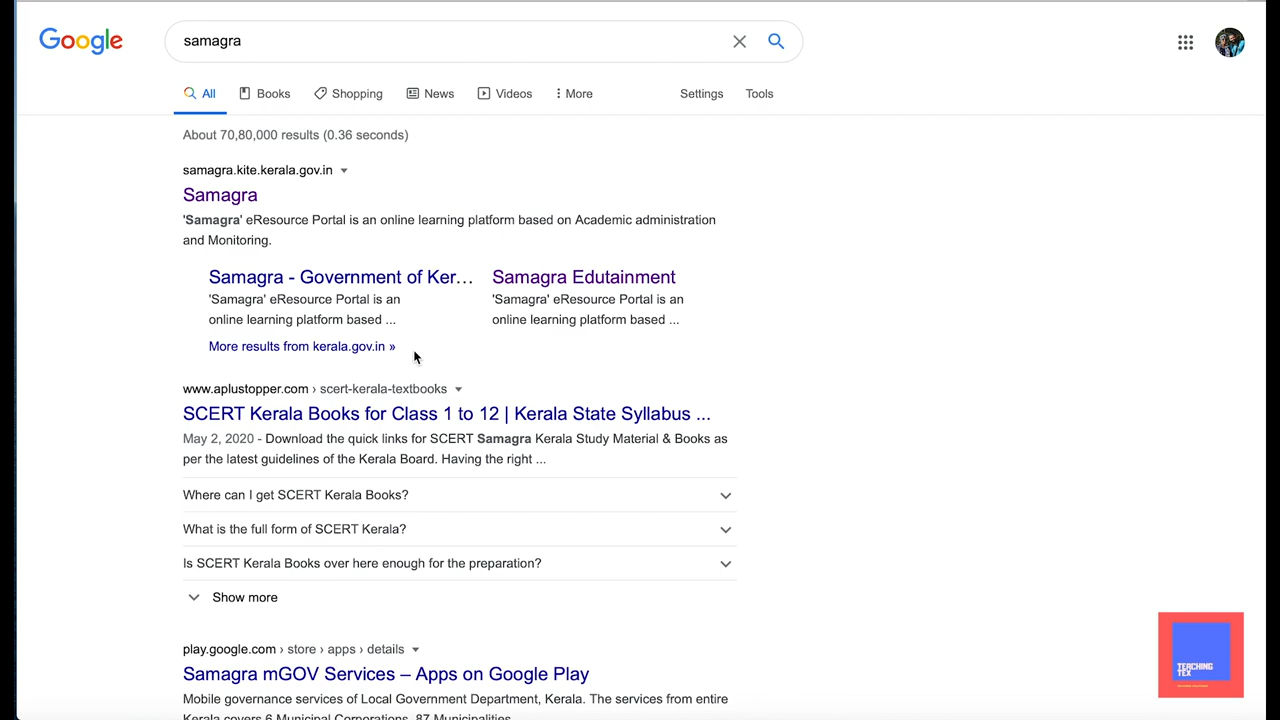 Google
samagra
All Books Shopping News Videos More Settings Tools
About 70,80,000 results (0.36 seconds)
samagra.kite.kerala.gov.in
Samagra
'Samagra' eResource Portal is an online learning platform based on Academic administration
and Monitoring.
Samagra - Government of Ker...
'Samagra' eResource Portal is an
online learning platform based ...
Samagra Edutainment
'Samagra' eResource Portal is an
online learning platform based ...
More results from kerala.gov.in »
www.aplustopper.com › scert-kerala-textbooks
SCERT Kerala Books for Class 1 to 12 | Kerala State Syllabus ...
May 2, 2020 - Download the quick links for SCERT Samagra Kerala Study Material & Books as
per the latest guidelines of the Kerala Board. Having the right ...
Where can I get SCERT Kerala Books?
What is the full form of SCERT Kerala?
Is SCERT Kerala Books over here enough for the preparation?
Show more
play.google.com › store › apps › details
Samagra mGOV Services – Apps on Google Play
Mobile governance services of Local Government Department, Kerala. The services from entire
Kerala covers 6 Municipal Corporations, 87 Municipalities
TEACHING
TEX